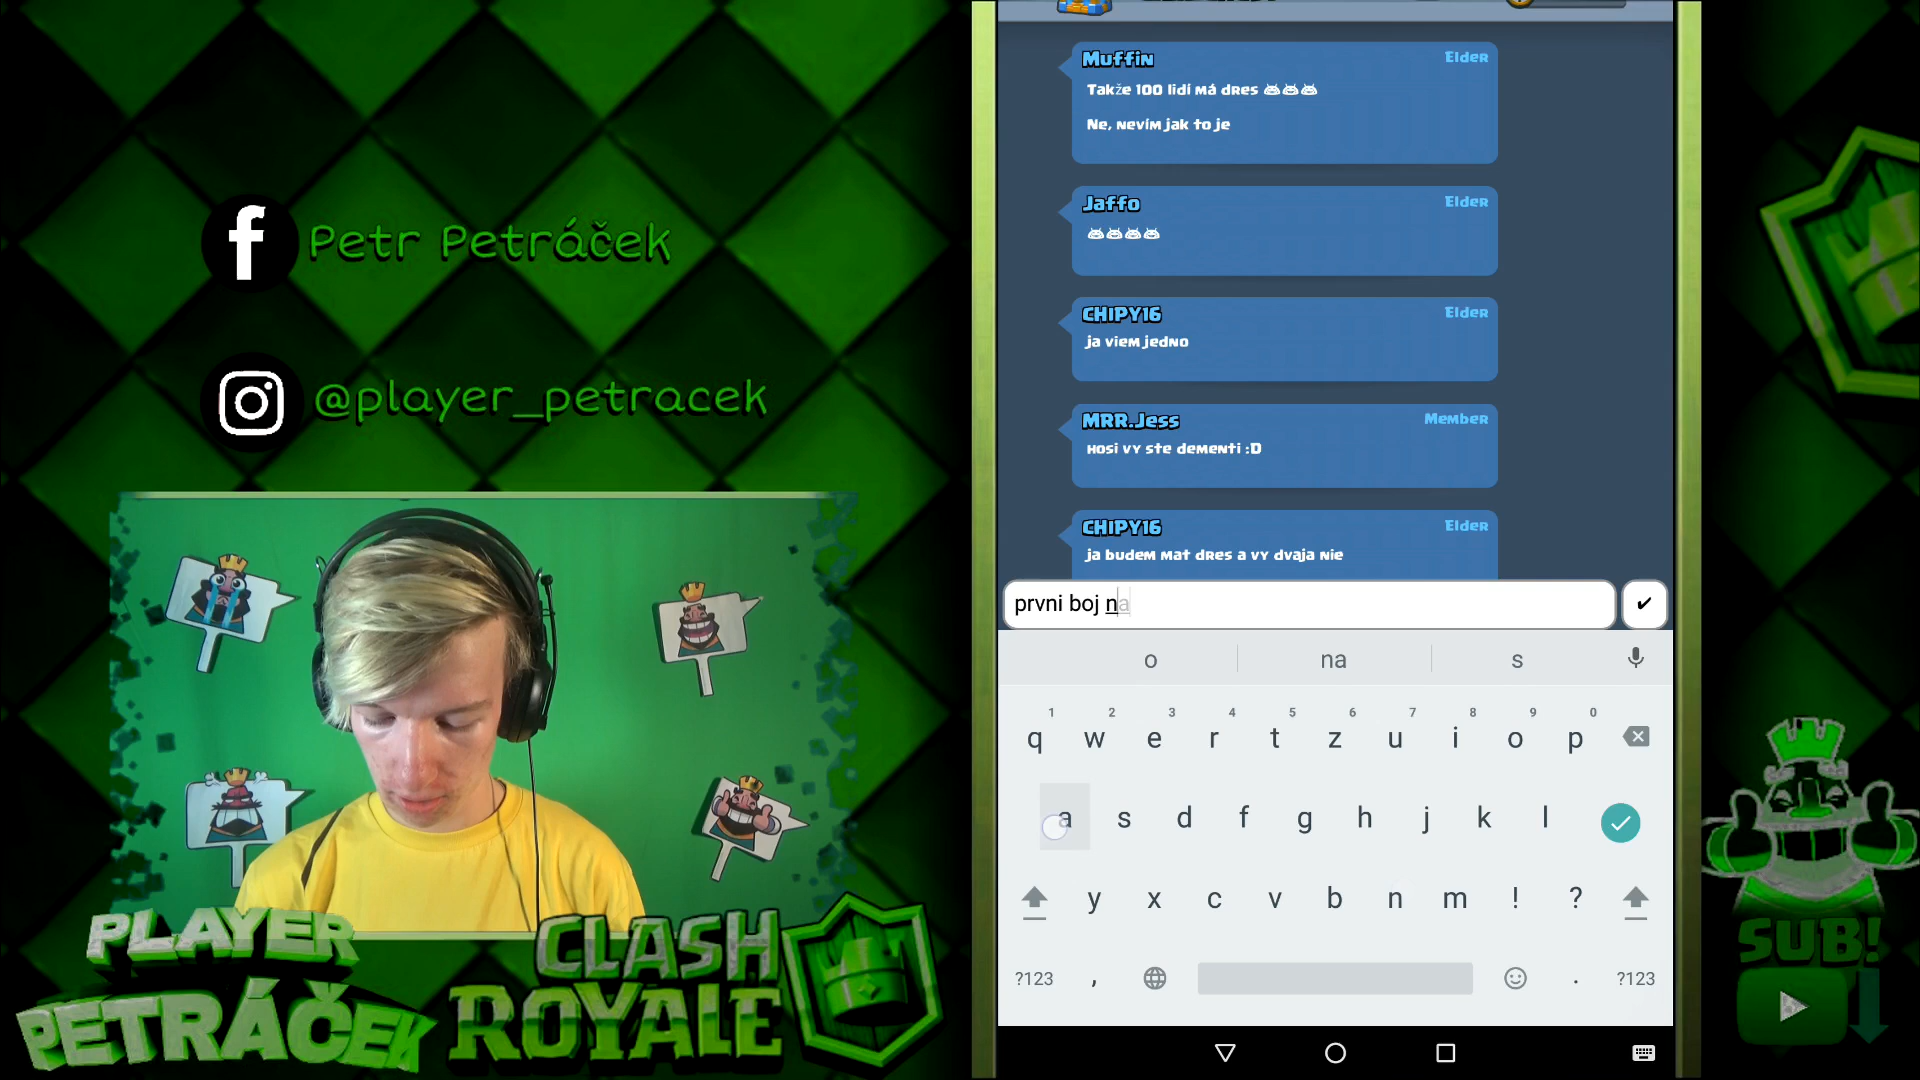 Petr Petráček
@player_petracek
PLAYER
PETRÁČEK
CLASH
ROYALE
Muffin Elder
Takže 100 lidí má dres
Ne, nevím jak to je
Jaffo Elder
CHIPY16 Elder
ja viem jedno
MRR.Jess Member
Hosi vy ste dementi :D
CHIPY16 Elder
ja budem mat dres a vy dvaja nie
prvni boj na
o na s
1 2 3 4 5 6 7 8 9 0
q w e r t z u i o p
a s d f g h j k l
y x c v b n m ! ?
?123 , . ?123
SUB!